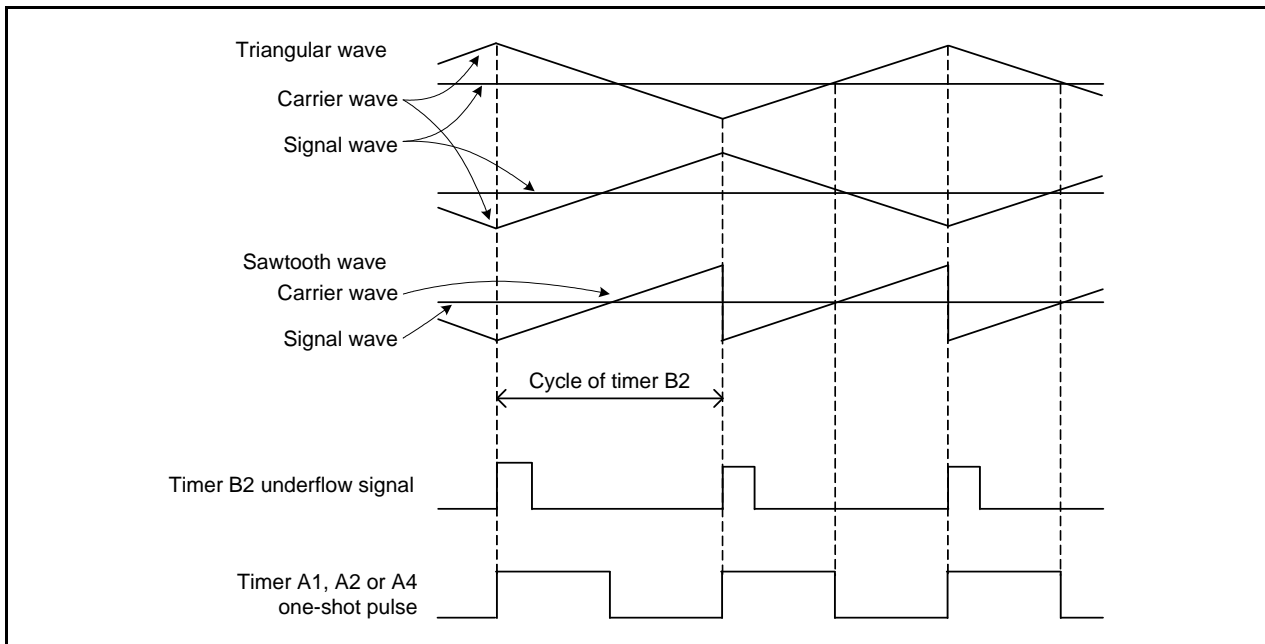 Triangular wave
Carrier wave
Signal wave
Sawtooth wave
Carrier wave
Signal wave
Cycle of timer B2
Timer B2 underflow signal
Timer A1, A2 or A4
one-shot pulse